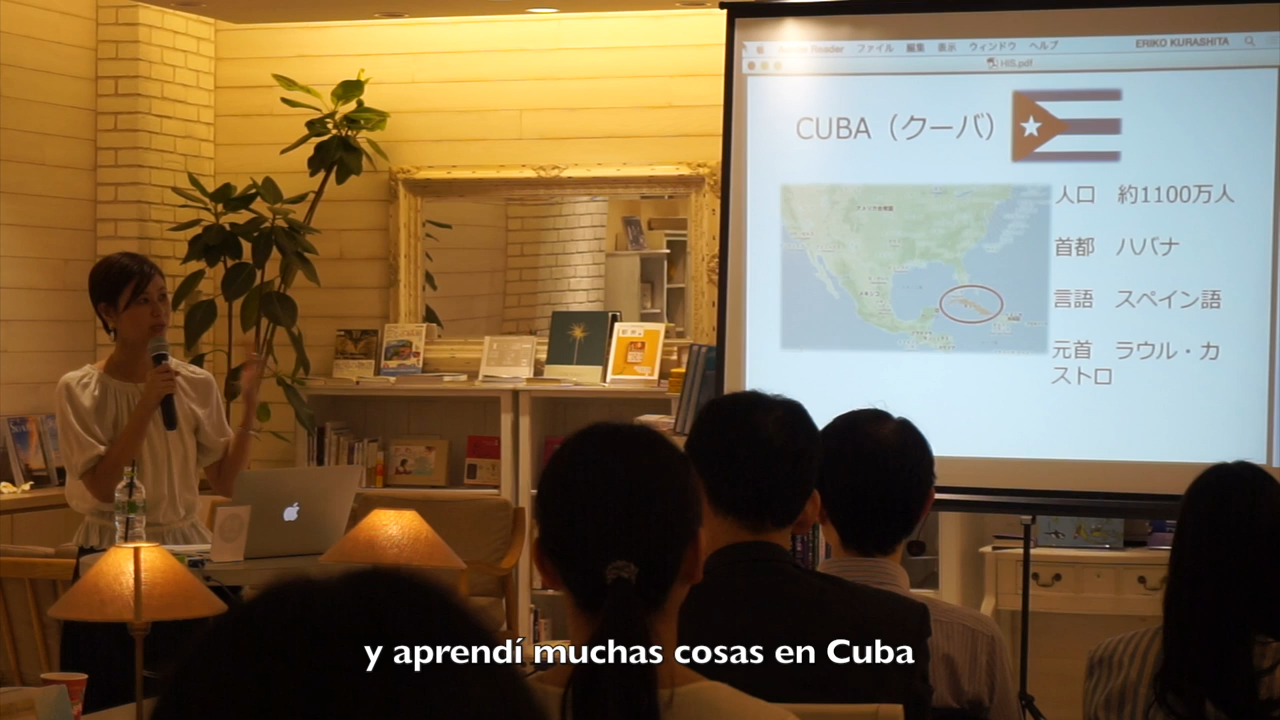 Reader ファイル 編集 表示 ウィンドウ ヘルプ ERIKO KURASHITA
HIS.pdf
CUBA（クーバ）
人口 約1100万人
首都 ハバナ
言語 スペイン語
元首 ラウル・カ
ストロ
y aprendí muchas cosas en Cuba